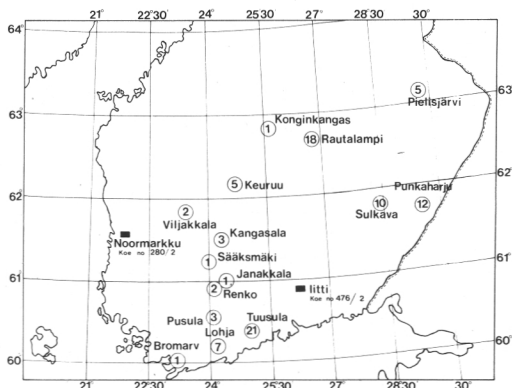 21° 22:30 24° 25:30 27° 28:30 30°
64°
63°
5
Pielisjärvi
63°
Konginkangas
1
18 Rautalampi
5 Keuruu
62°
Punkaharju
10
12
Sulkava
62°
2
Viljakkala
Noormarkku
Koe no 280/2
3 Kangasala
1 Sääksmäki
61°
1 Janakkala
2 Renko
Iitti
Koe no 476/2
61°
Pusula 3
Tuusula
21
Lohja
7
Bromarv
1
60°
60°
21° 22:30 24° 25:30 27° 28:30 30°